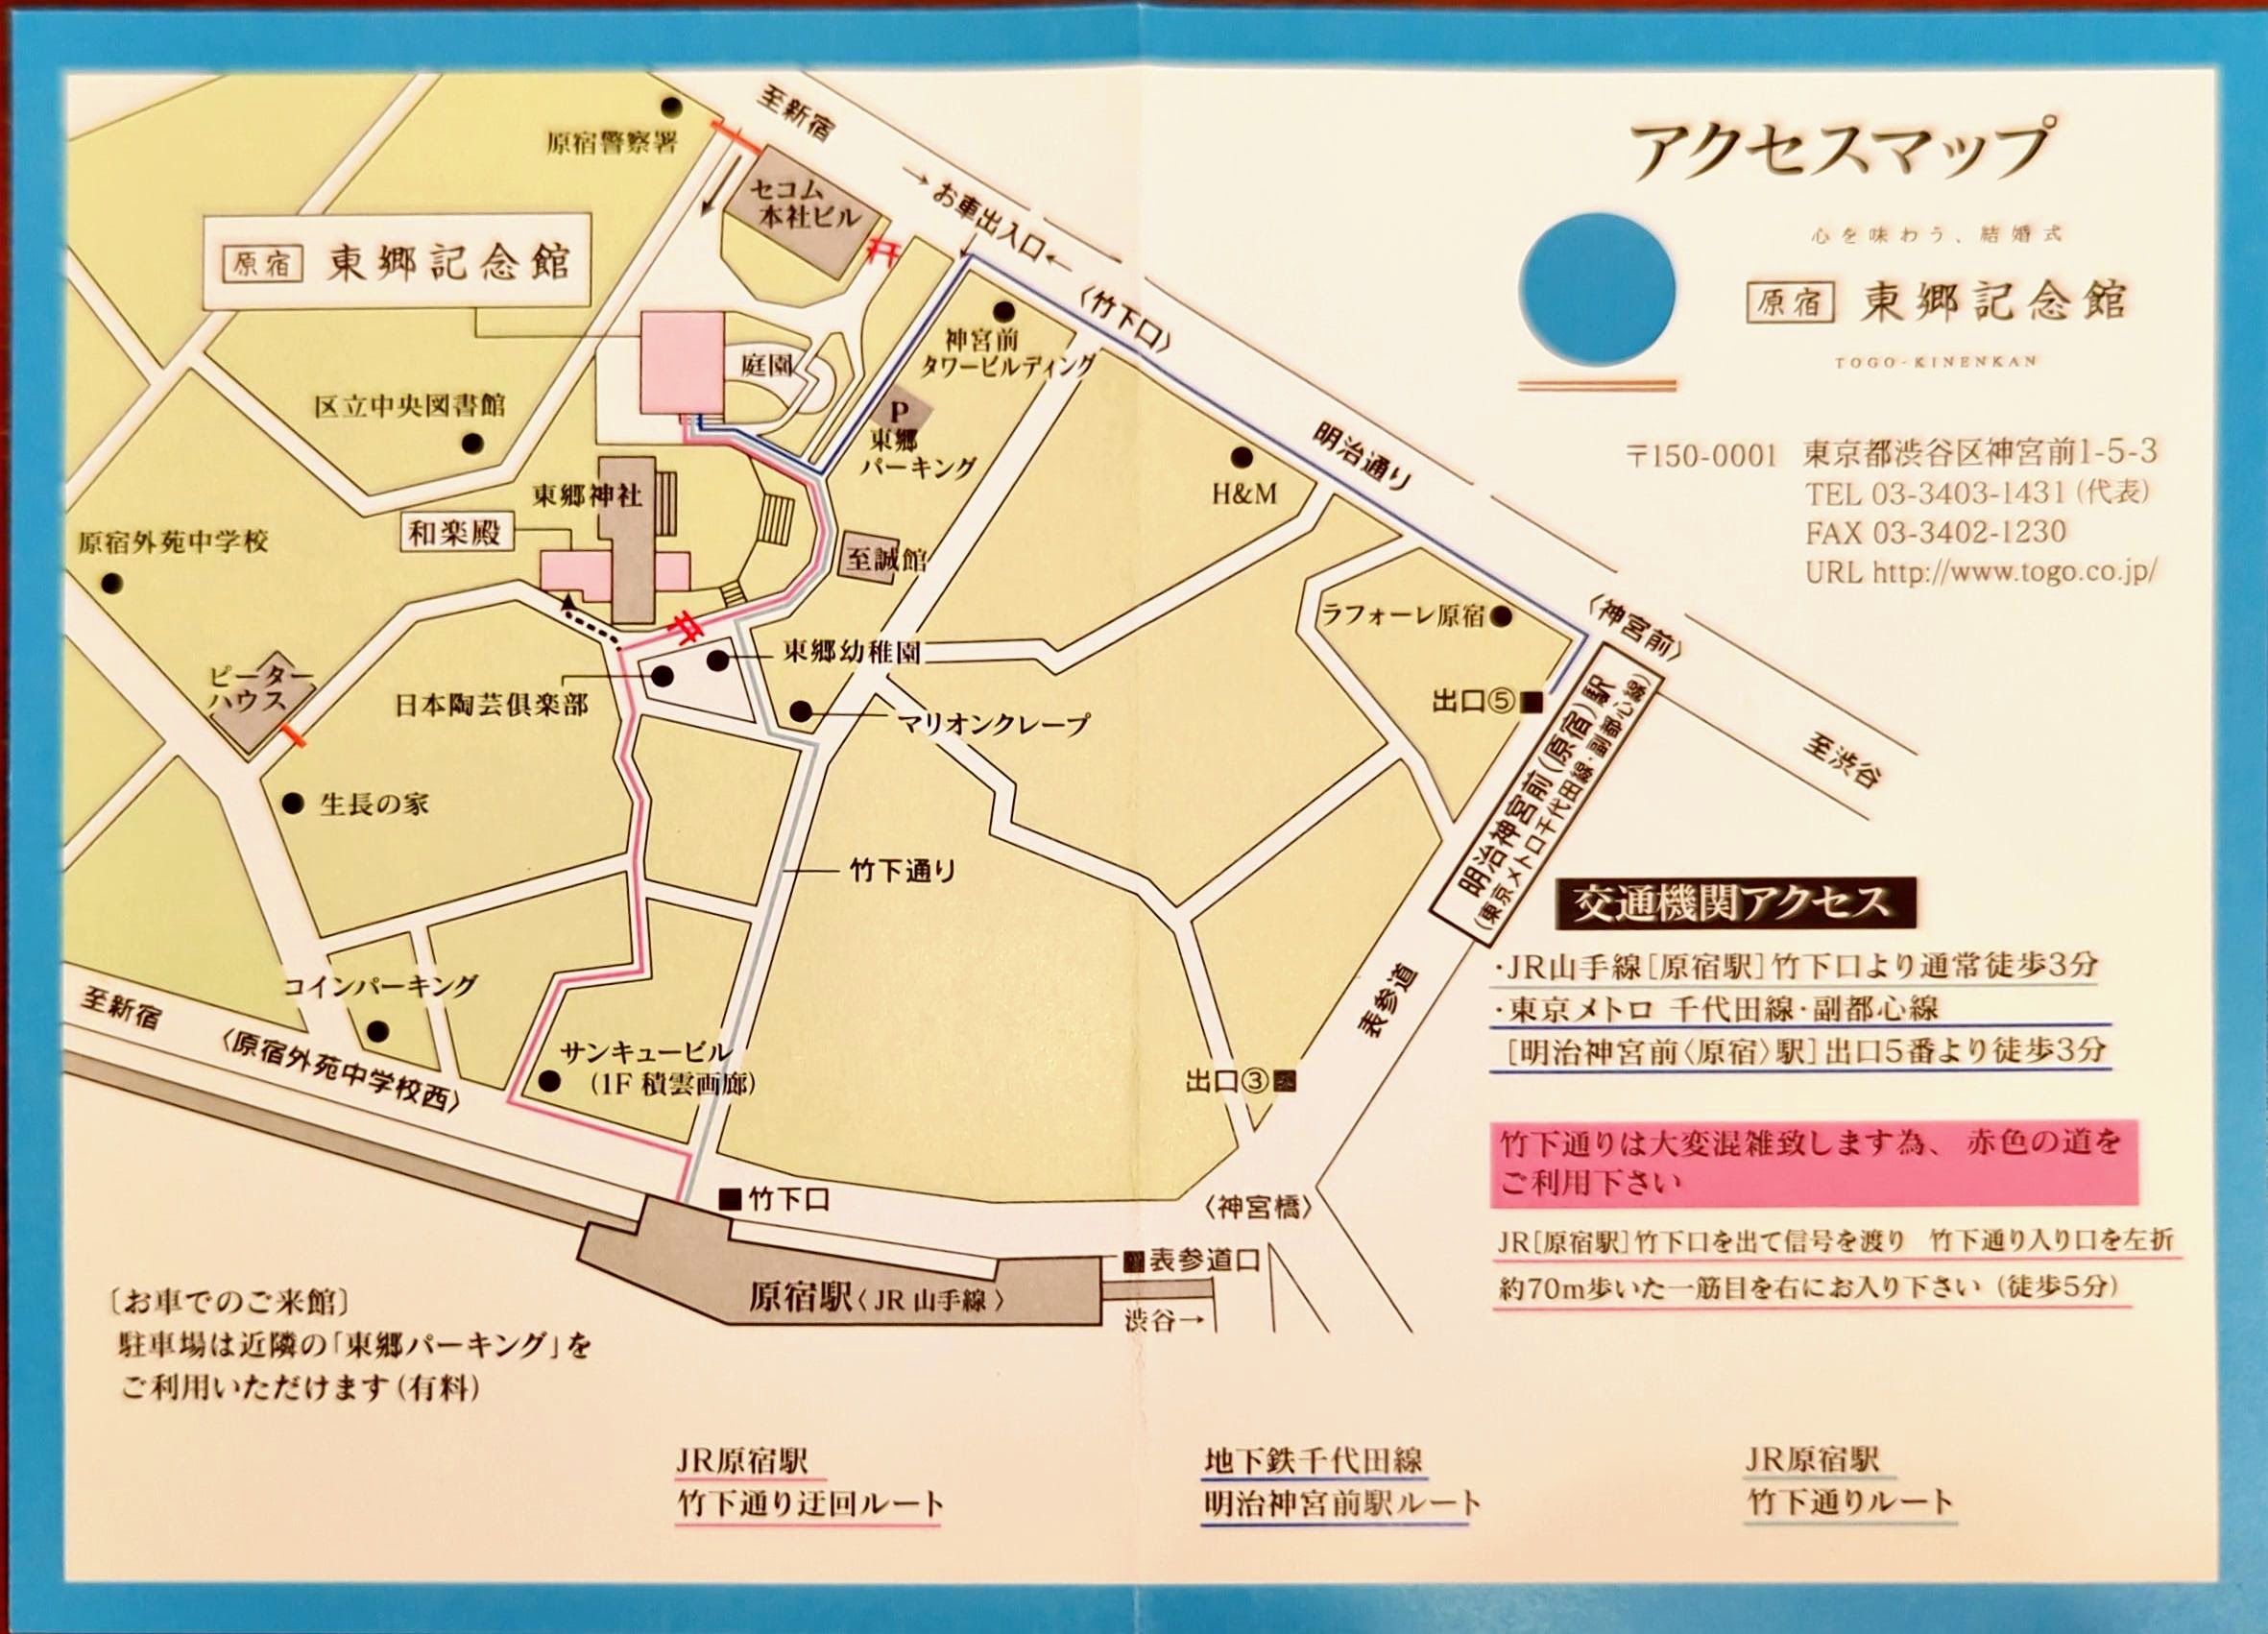 アクセスマップ
心を味わう、結婚式
原宿 東郷記念館
TOGO-KINENKAN
〒150-0001 東京都渋谷区神宮前1-5-3
TEL 03-3403-1431(代表)
FAX 03-3402-1230
URL http://www.togo.co.jp/
至新宿
原宿警察署
セコム
本社ビル
→お車出入口←
〈竹下口〉
原宿 東郷記念館
神宮前
タワービルディング
庭園
P
東郷
パーキング
区立中央図書館
明治通り
H&M
東郷神社
和楽殿
原宿外苑中学校
至誠館
ラフォーレ原宿
〈神宮前〉
東郷幼稚園
日本陶芸倶楽部
ピーター
ハウス
出口⑤
マリオンクレープ
至渋谷
明治神宮前(原宿)駅
(東京メトロ千代田線・副都心線)
生長の家
竹下通り
表参道
コインパーキング
至新宿
〈原宿外苑中学校西〉
サンキュービル
(1F 積雲画廊)
出口③
竹下口
〈神宮橋〉
表参道口
原宿駅〈JR山手線〉
渋谷→
交通機関アクセス
・JR山手線[原宿駅]竹下口より通常徒歩3分
・東京メトロ 千代田線・副都心線
[明治神宮前〈原宿〉駅]出口5番より徒歩3分
竹下通りは大変混雑致します為、赤色の道を
ご利用下さい
JR[原宿駅]竹下口を出て信号を渡り 竹下通り入り口を左折
約70m歩いた一筋目を右にお入り下さい(徒歩5分)
〔お車でのご来館〕
駐車場は近隣の「東郷パーキング」を
ご利用いただけます(有料)
JR原宿駅
竹下通り迂回ルート
地下鉄千代田線
明治神宮前駅ルート
JR原宿駅
竹下通りルート